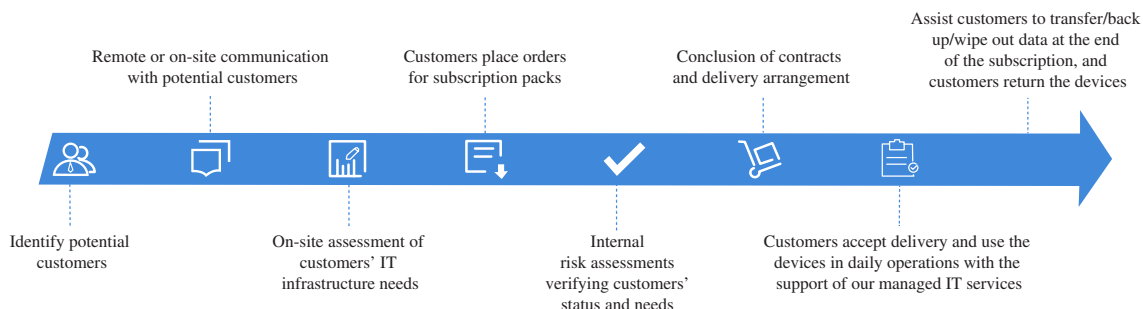 Identify potential
customers
Remote or on-site communication
with potential customers
On-site assessment of
customers’ IT
infrastructure needs
Customers place orders
for subscription packs
Internal
risk assessments
verifying customers’
status and needs
Conclusion of contracts
and delivery arrangement
Customers accept delivery and use the
devices in daily operations with the
support of our managed IT services
Assist customers to transfer/back
up/wipe out data at the end
of the subscription, and
customers return the devices